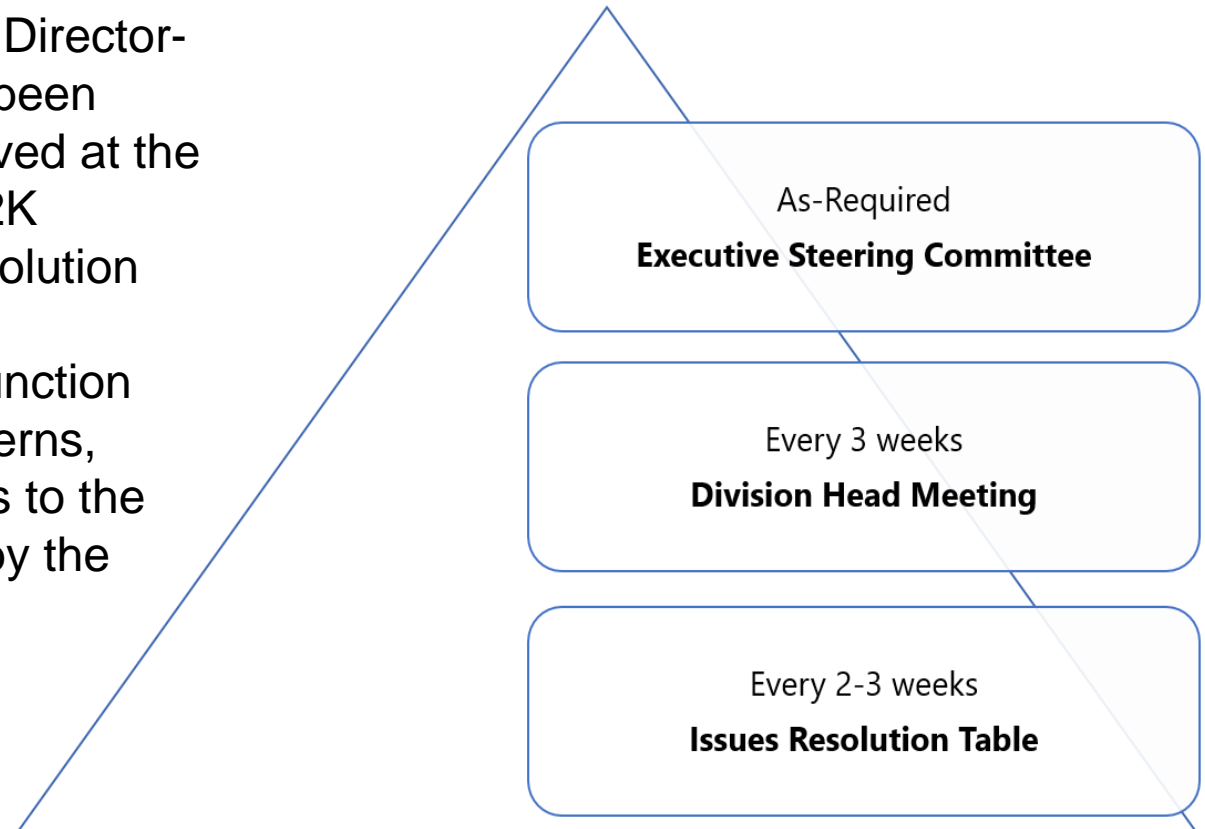 Director-
been
ved at the
2K
olution
unction
erns,
s to the
by the
As-Required
Executive Steering Committee
Every 3 weeks
Division Head Meeting
Every 2-3 weeks
Issues Resolution Table